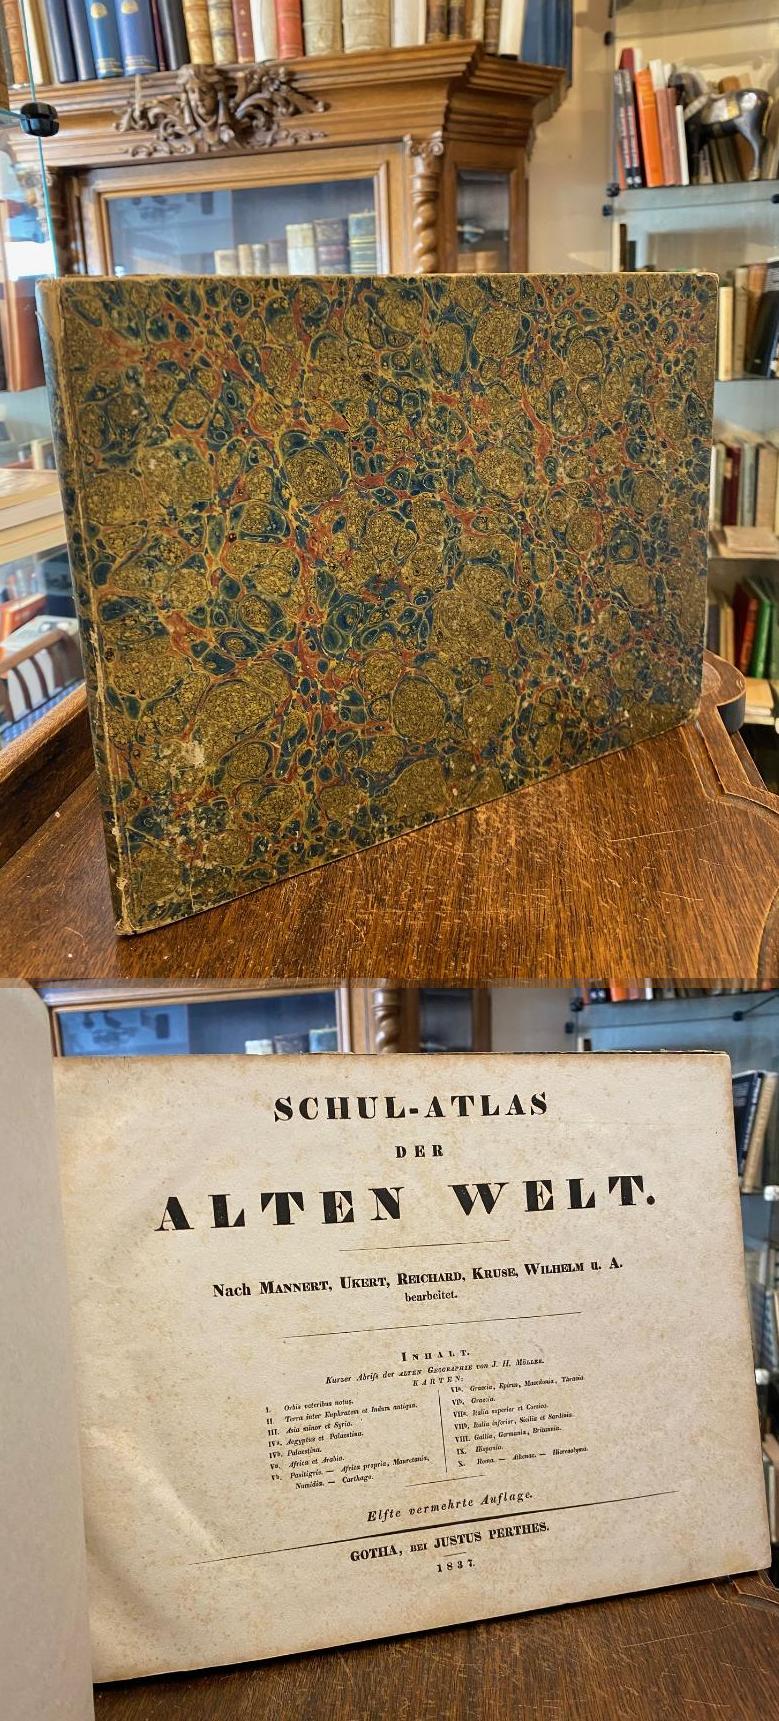 SCHUL-ATLAS
DER
ALTEN WELT.
Nach MANNERT, UKERT, REICHARD, KRUSE, WILHELM u. A.
bearbeitet.
INHALT.
Kurzer Abriſs der ALTEN GEOGRAPHIE von J. H. MÖLLER.
KARTEN:
I. Orbis veteribus notus.
II. Terra inter Euphratem et Indum antiqua.
III. Asia minor et Syria.
IVa. Aegyptus et Palaestina.
IVb. Palaestina.
Va. Africa et Arabia.
Vb. Pasitigris. — Africa propria, Mauretania,
Numidia. — Carthago.
VIa. Graecia, Epirus, Macedonia, Thracia.
VIb. Graecia.
VIIa. Italia superior et Corsica.
VIIb. Italia inferior, Sicilia et Sardinia.
VIII. Gallia, Germania, Britannia.
IX. Hispania.
X. Roma. — Athenae. — Hierosolyma.
Elfte vermehrte Auflage.
GOTHA, BEI JUSTUS PERTHES.
1837.